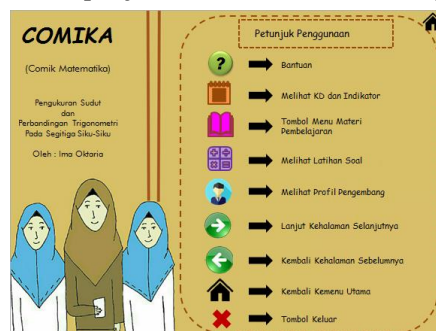 COMIKA
(Comik Matematika)
Pengukuran Sudut
dan
Perbandingan Trigonometri
Pada Segitiga Siku-Siku
Oleh : Ima Oktaria
Petunjuk Penggunaan
Bantuan
Melihat KD dan Indikator
Tombol Menu Materi
Pembelajaran
Melihat Latihan Soal
Melihat Profil Pengembang
Lanjut Kehalaman Selanjutnya
Kembali Kehalaman Sebelumnya
Kembali Kemenu Utama
Tombol Keluar